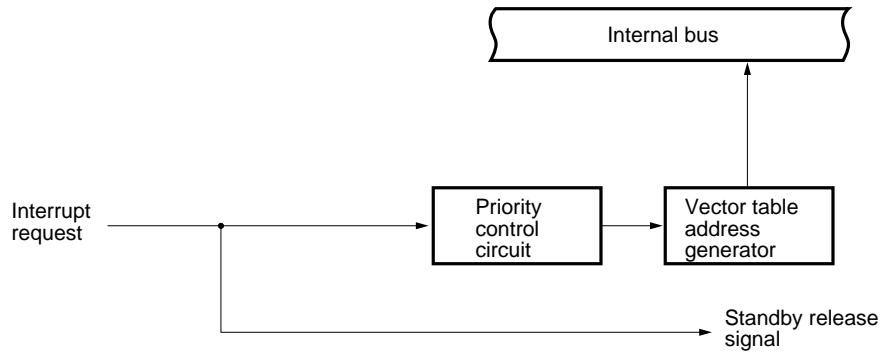 Internal bus
Interrupt
request
Priority
control
circuit
Vector table
address
generator
Standby release
signal